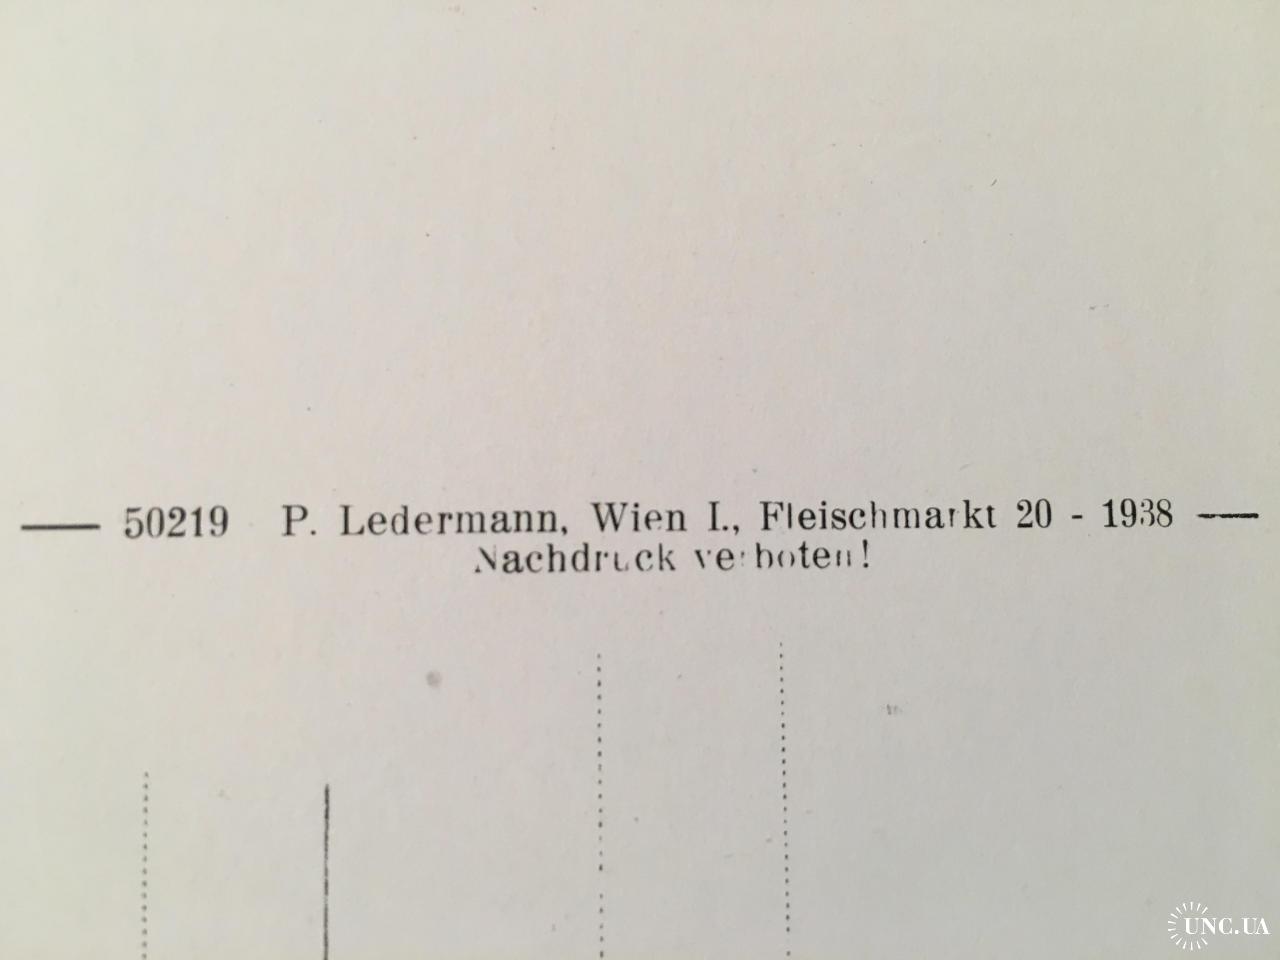 — 50219 P. Ledermann, Wien I., Fleischmarkt 20 - 1938 —
Nachdruck verboten!
UNC.UA